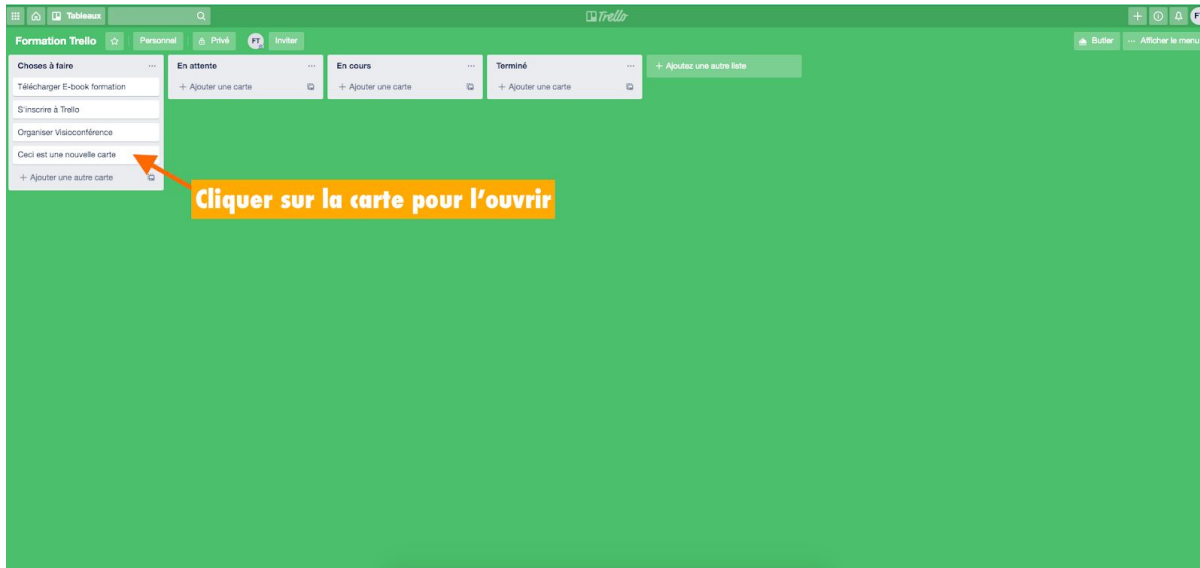 Tableaux
Trello
Formation Trello
Personnel
Privé
FT
Inviter
Butler
... Afficher le menu
Choses à faire ...
Télécharger E-book formation
S'inscrire à Trello
Organiser Visioconférence
Ceci est une nouvelle carte
+ Ajouter une autre carte
En attente ...
+ Ajouter une carte
En cours ...
+ Ajouter une carte
Terminé ...
+ Ajouter une carte
+ Ajoutez une autre liste
Cliquer sur la carte pour l'ouvrir